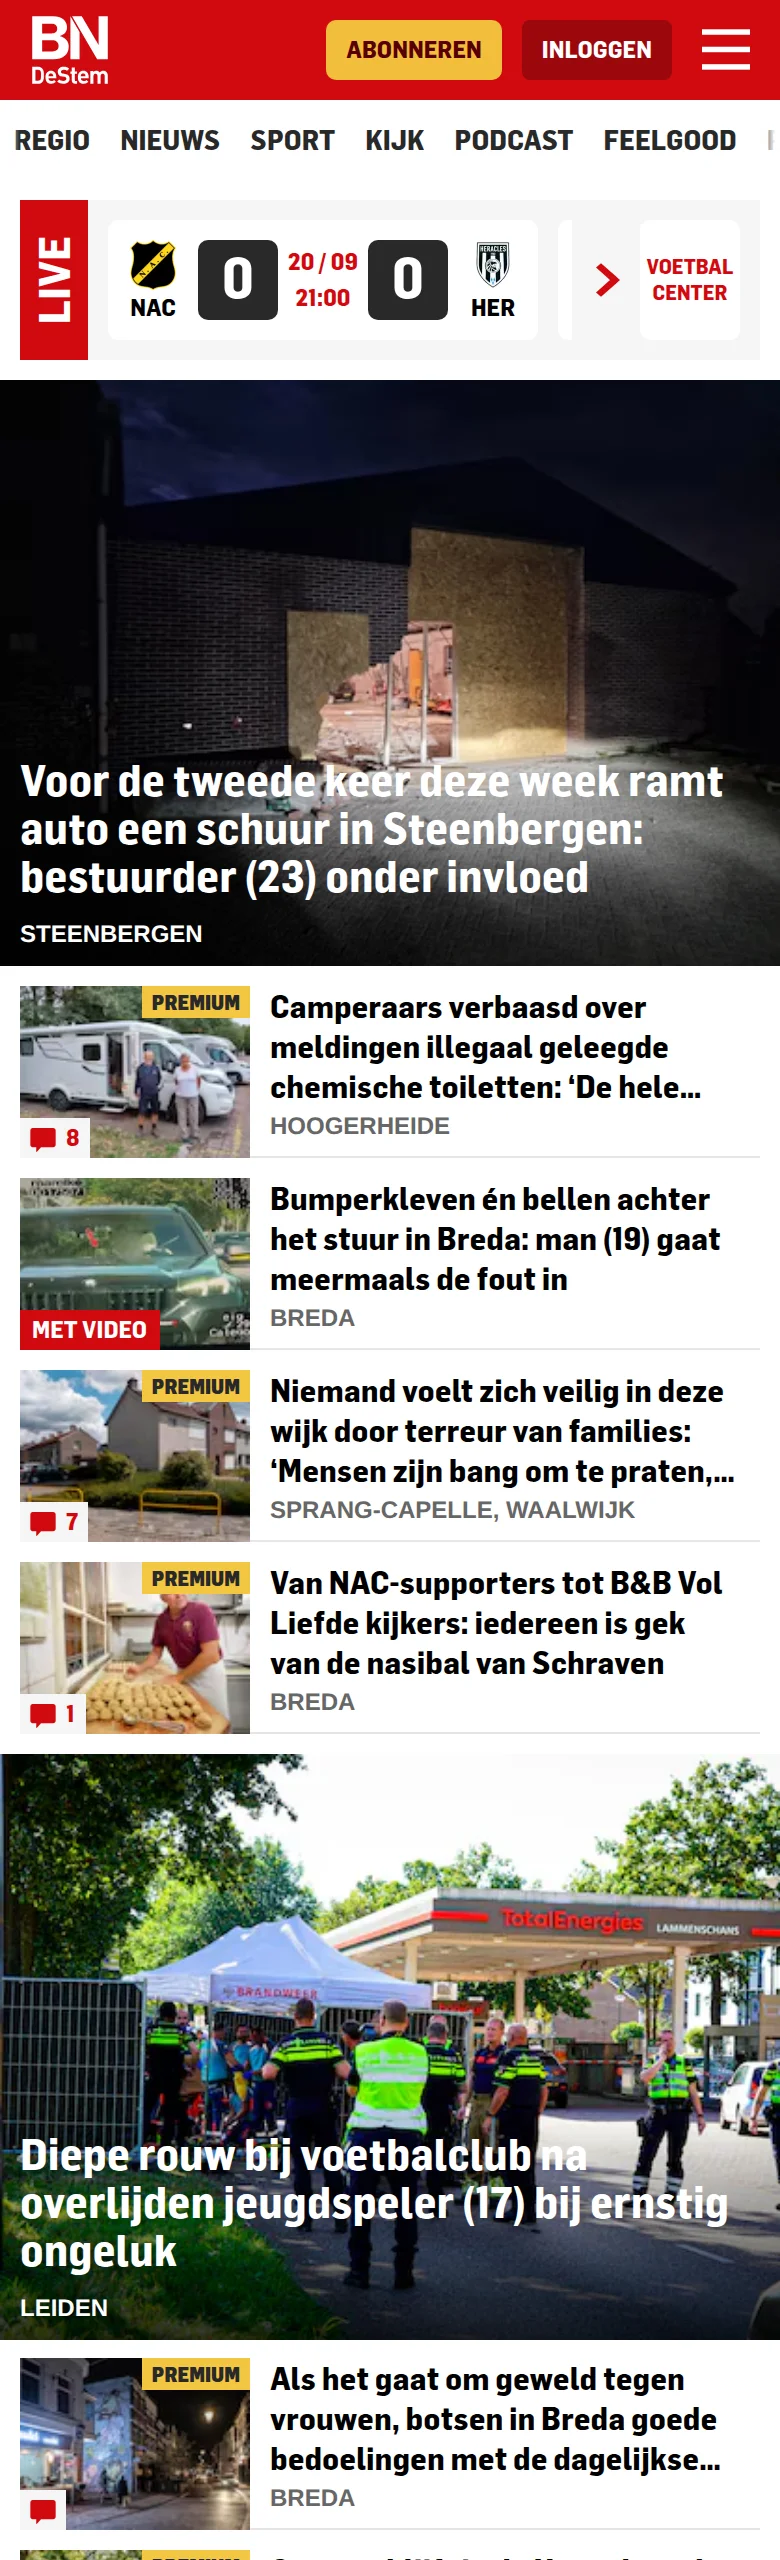 BN
DeStem
ABONNEREN
INLOGGEN
REGIO NIEUWS SPORT KIJK PODCAST FEELGOOD
LIVE
NAC
0
20 / 09
21:00
0
HERACLES
HER
VOETBAL
CENTER
Voor de tweede keer deze week ramt
auto een schuur in Steenbergen:
bestuurder (23) onder invloed
STEENBERGEN
PREMIUM
8
Camperaars verbaasd over
meldingen illegaal geleegde
chemische toiletten: ‘De hele...
HOOGERHEIDE
MET VIDEO
Bumperkleven én bellen achter
het stuur in Breda: man (19) gaat
meermaals de fout in
BREDA
PREMIUM
7
Niemand voelt zich veilig in deze
wijk door terreur van families:
‘Mensen zijn bang om te praten,...
SPRANG-CAPELLE, WAALWIJK
PREMIUM
1
Van NAC-supporters tot B&B Vol
Liefde kijkers: iedereen is gek
van de nasibal van Schraven
BREDA
TotalEnergies LAMMENSCHANS
BRANDWEER
Diepe rouw bij voetbalclub na
overlijden jeugdspeler (17) bij ernstig
ongeluk
LEIDEN
PREMIUM
Als het gaat om geweld tegen
vrouwen, botsen in Breda goede
bedoelingen met de dagelijkse...
BREDA
PREMIUM